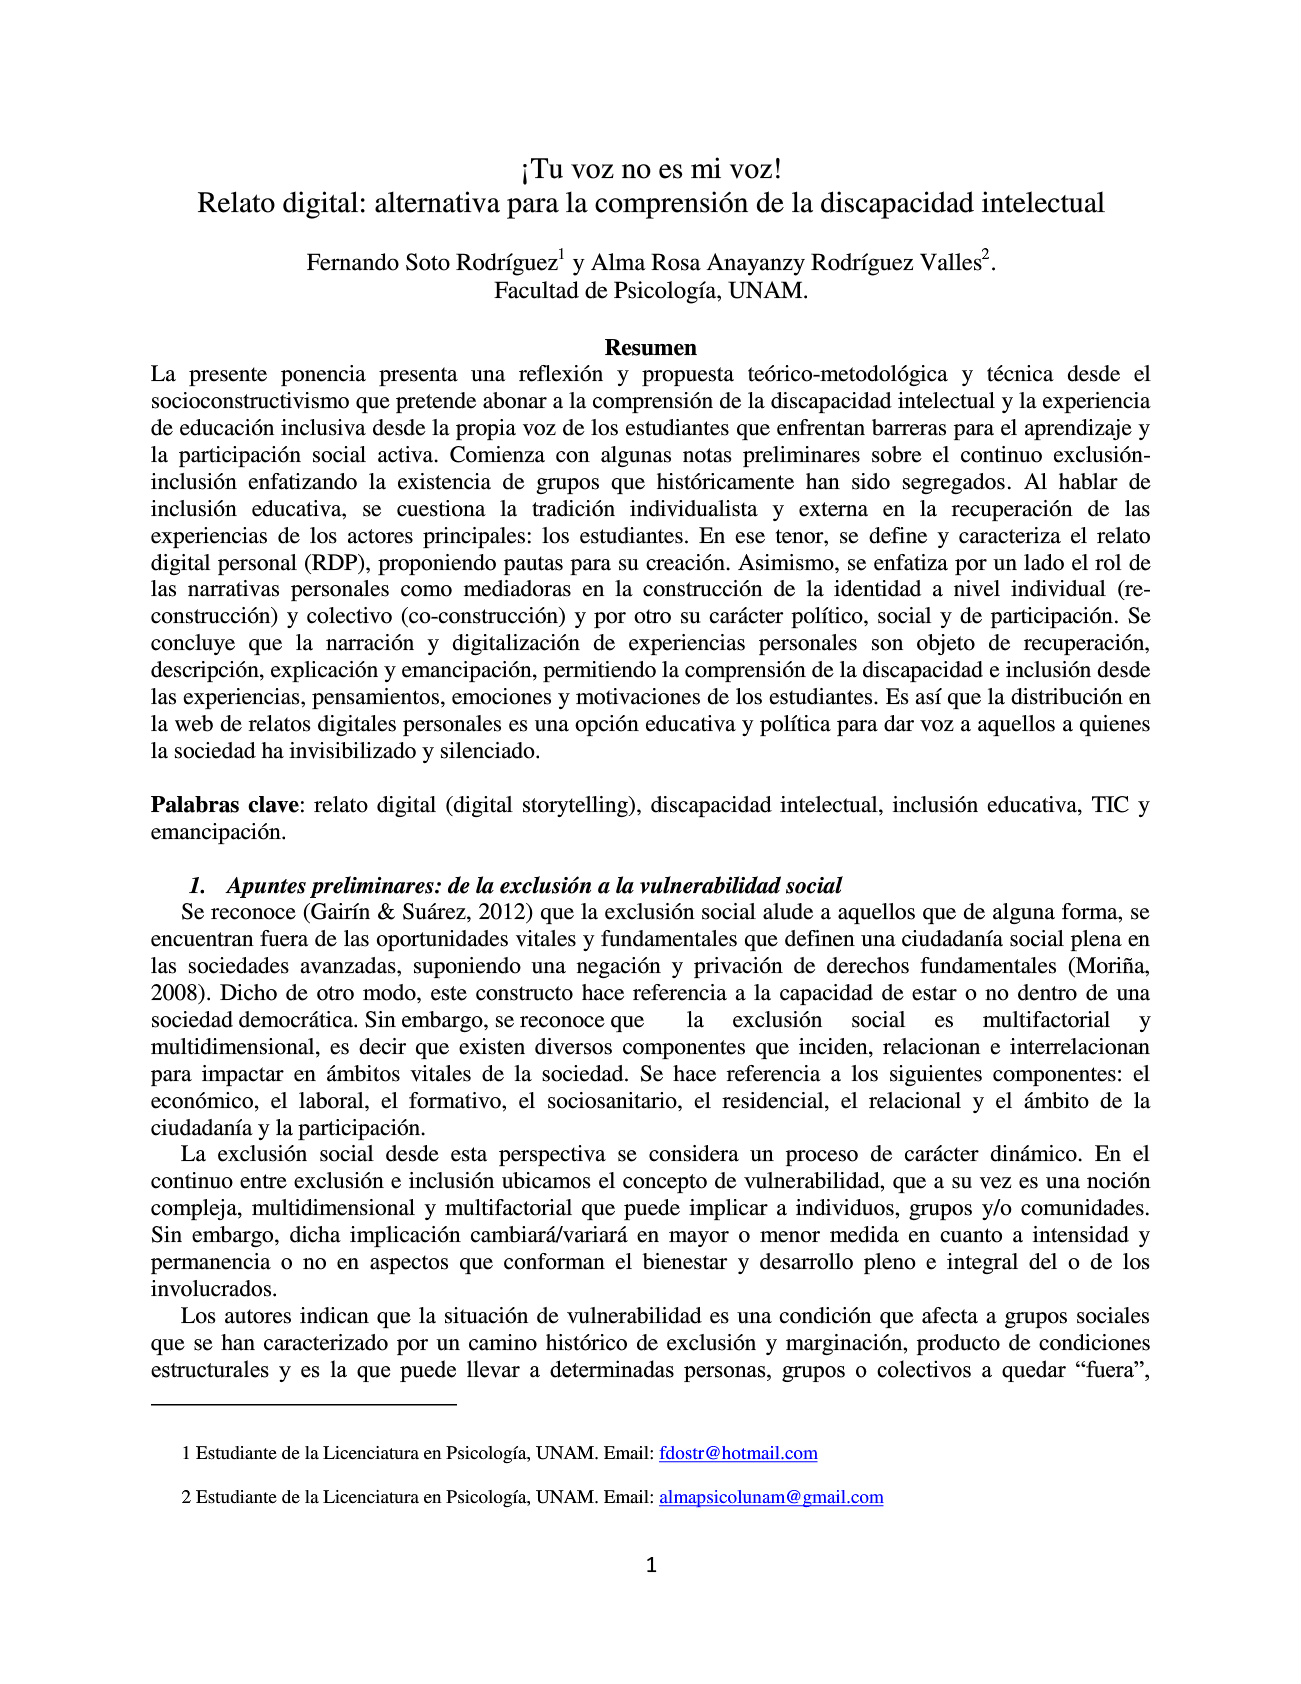 ¡Tu voz no es mi voz!
Relato digital: alternativa para la comprensión de la discapacidad intelectual
Fernando Soto Rodríguez1 y Alma Rosa Anayanzy Rodríguez Valles2.
Facultad de Psicología, UNAM.
Resumen
La presente ponencia presenta una reflexión y propuesta teórico-metodológica y técnica desde el
socioconstructivismo que pretende abonar a la comprensión de la discapacidad intelectual y la experiencia
de educación inclusiva desde la propia voz de los estudiantes que enfrentan barreras para el aprendizaje y
la participación social activa. Comienza con algunas notas preliminares sobre el continuo exclusión-
inclusión enfatizando la existencia de grupos que históricamente han sido segregados. Al hablar de
inclusión educativa, se cuestiona la tradición individualista y externa en la recuperación de las
experiencias de los actores principales: los estudiantes. En ese tenor, se define y caracteriza el relato
digital personal (RDP), proponiendo pautas para su creación. Asimismo, se enfatiza por un lado el rol de
las narrativas personales como mediadoras en la construcción de la identidad a nivel individual (re-
construcción) y colectivo (co-construcción) y por otro su carácter político, social y de participación. Se
concluye que la narración y digitalización de experiencias personales son objeto de recuperación,
descripción, explicación y emancipación, permitiendo la comprensión de la discapacidad e inclusión desde
las experiencias, pensamientos, emociones y motivaciones de los estudiantes. Es así que la distribución en
la web de relatos digitales personales es una opción educativa y política para dar voz a aquellos a quienes
la sociedad ha invisibilizado y silenciado.
Palabras clave: relato digital (digital storytelling), discapacidad intelectual, inclusión educativa, TIC y
emancipación.
1. Apuntes preliminares: de la exclusión a la vulnerabilidad social
Se reconoce (Gairín & Suárez, 2012) que la exclusión social alude a aquellos que de alguna forma, se
encuentran fuera de las oportunidades vitales y fundamentales que definen una ciudadanía social plena en
las sociedades avanzadas, suponiendo una negación y privación de derechos fundamentales (Moriña,
2008). Dicho de otro modo, este constructo hace referencia a la capacidad de estar o no dentro de una
sociedad democrática. Sin embargo, se reconoce que la exclusión social es multifactorial y
multidimensional, es decir que existen diversos componentes que inciden, relacionan e interrelacionan
para impactar en ámbitos vitales de la sociedad. Se hace referencia a los siguientes componentes: el
económico, el laboral, el formativo, el sociosanitario, el residencial, el relacional y el ámbito de la
ciudadanía y la participación.
La exclusión social desde esta perspectiva se considera un proceso de carácter dinámico. En el
continuo entre exclusión e inclusión ubicamos el concepto de vulnerabilidad, que a su vez es una noción
compleja, multidimensional y multifactorial que puede implicar a individuos, grupos y/o comunidades.
Sin embargo, dicha implicación cambiará/variará en mayor o menor medida en cuanto a intensidad y
permanencia o no en aspectos que conforman el bienestar y desarrollo pleno e integral del o de los
involucrados.
Los autores indican que la situación de vulnerabilidad es una condición que afecta a grupos sociales
que se han caracterizado por un camino histórico de exclusión y marginación, producto de condiciones
estructurales y es la que puede llevar a determinadas personas, grupos o colectivos a quedar “fuera”,
1 Estudiante de la Licenciatura en Psicología, UNAM. Email: fdostr@hotmail.com
2 Estudiante de la Licenciatura en Psicología, UNAM. Email: almapsicolunam@gmail.com
1